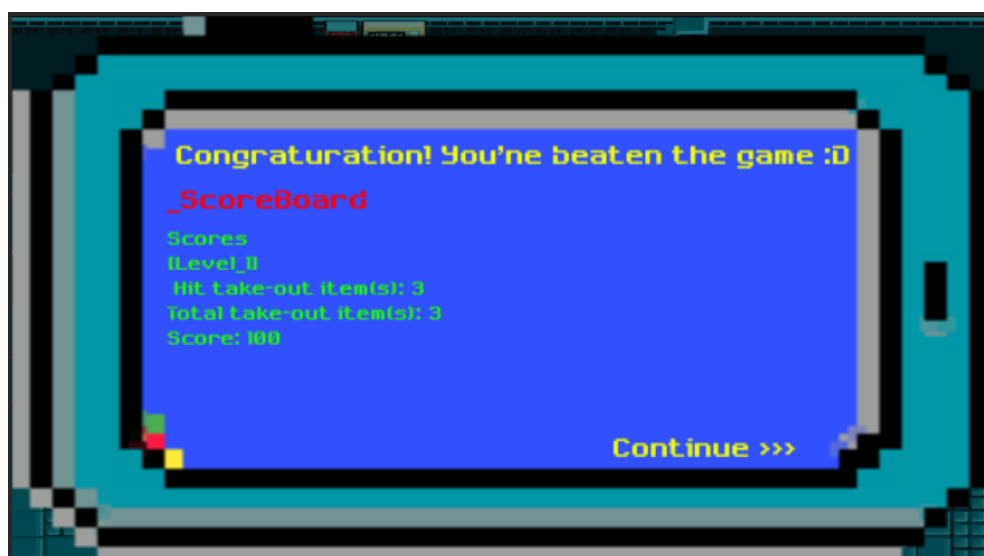 Congraturation! You'ne beaten the game :D
_ScoreBoard
Scores
[Level_1]
Hit take-out item(s): 3
Total take-out item(s): 3
Score: 100
Continue >>>